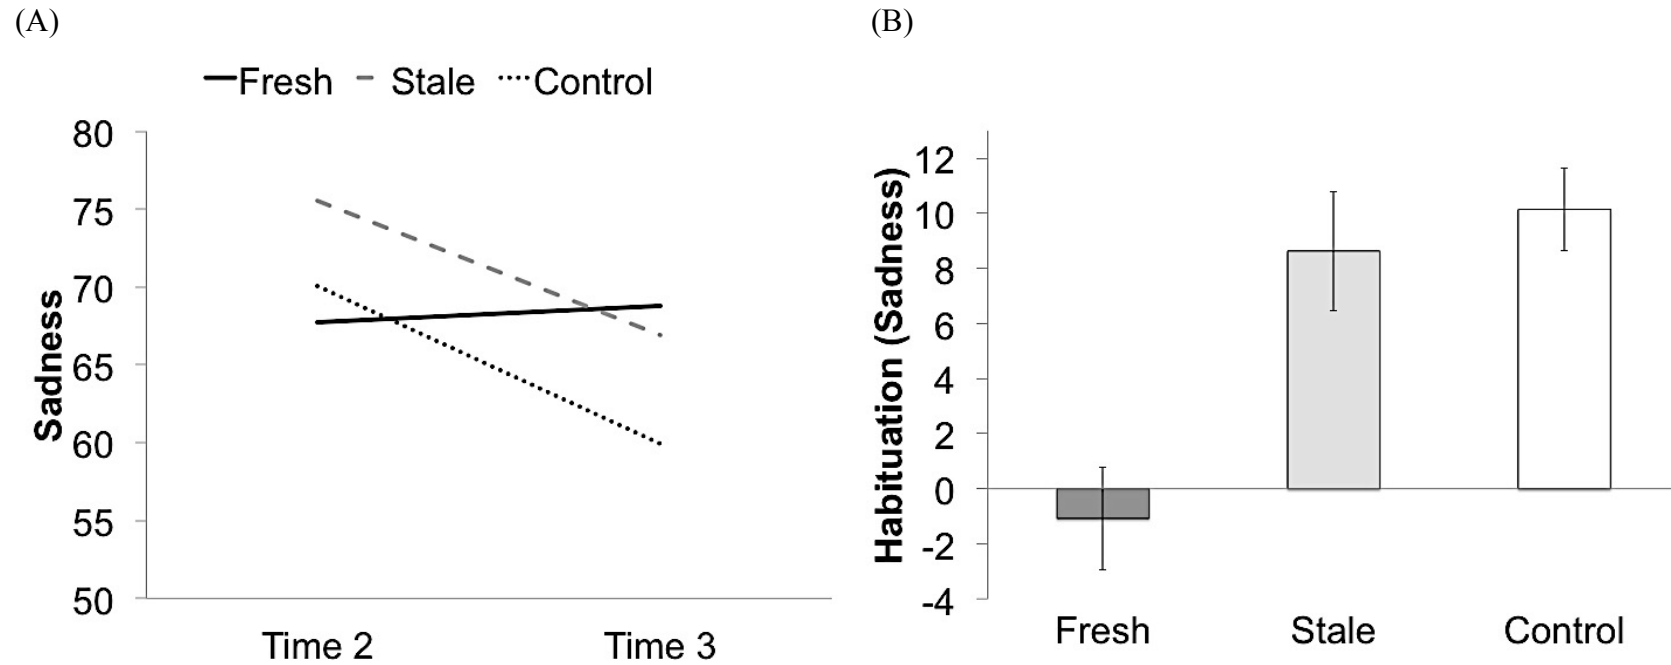 (A)
Fresh Stale Control
Sadness
80
75
70
65
60
55
50
Time 2 Time 3
(B)
Habituation (Sadness)
12
10
8
6
4
2
0
-2
-4
Fresh Stale Control